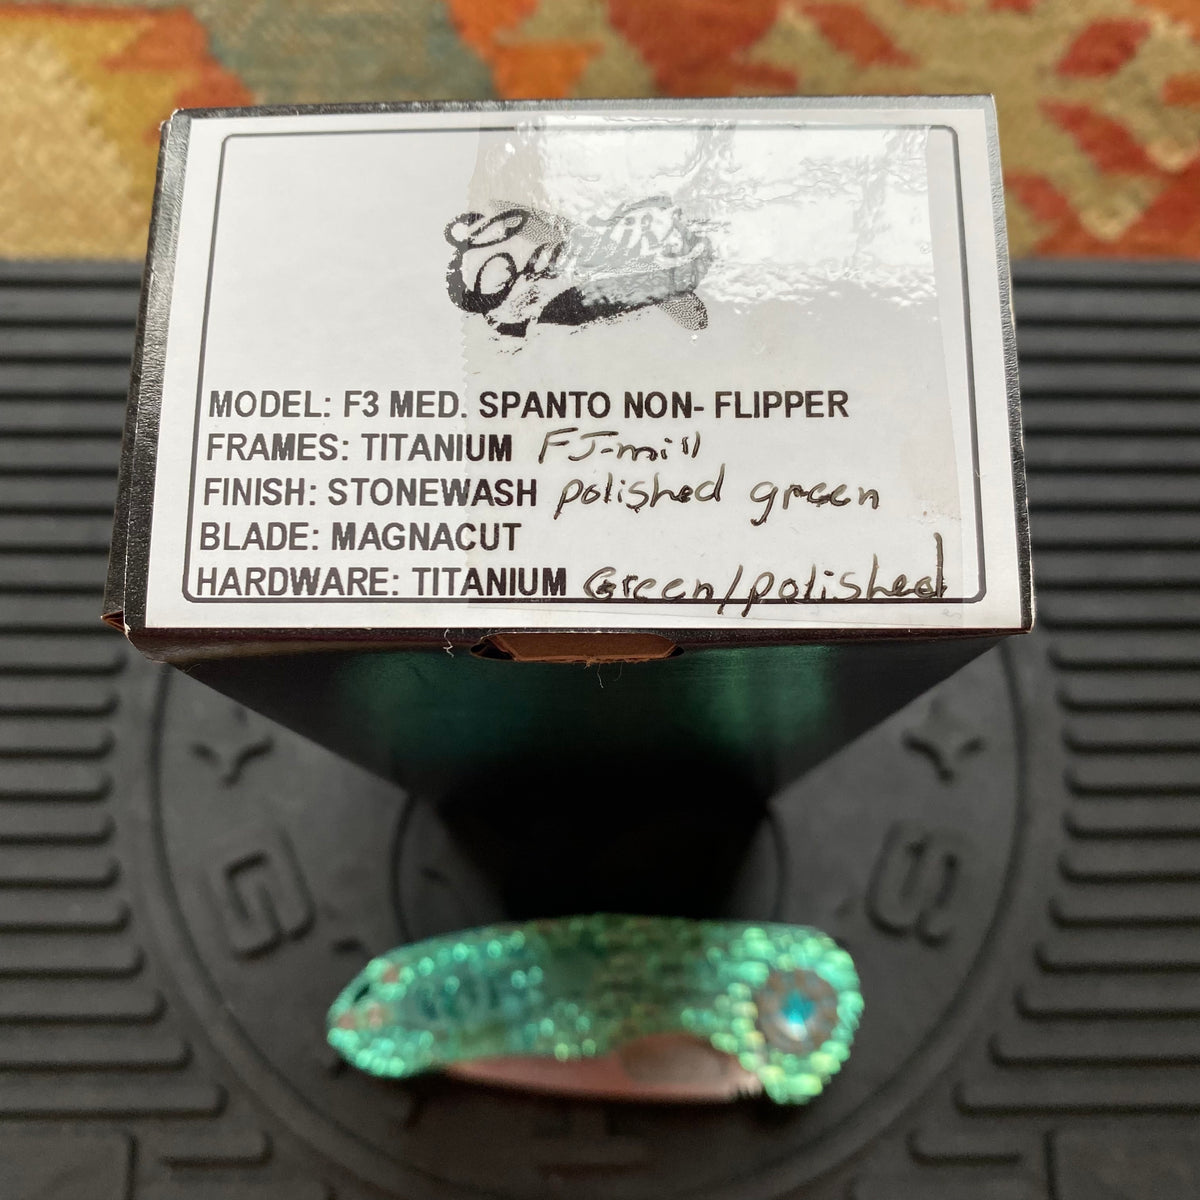 Curtiss
MODEL: F3 MED. SPANTO NON- FLIPPER
FRAMES: TITANIUM FJ-mill
FINISH: STONEWASH polished green
BLADE: MAGNACUT
HARDWARE: TITANIUM Green/polished